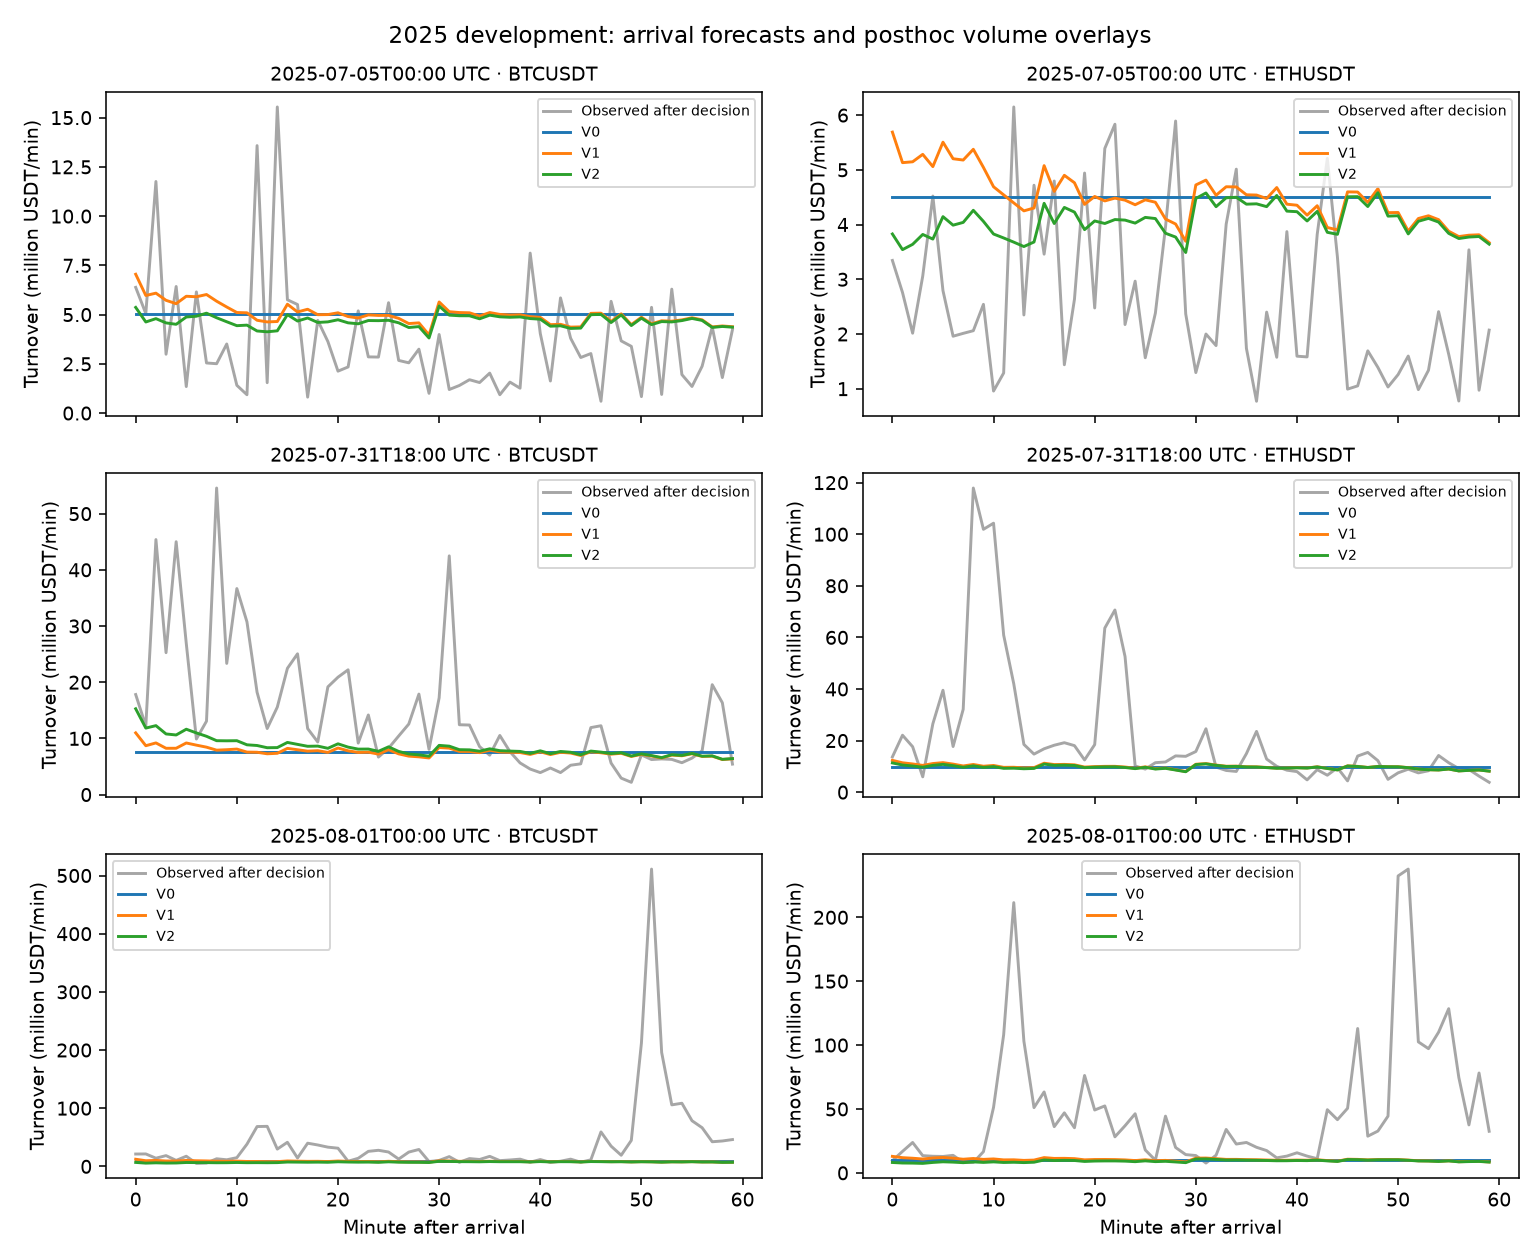 2025 development: arrival forecasts and posthoc volume overlays
2025-07-05T00:00 UTC · BTCUSDT
Turnover (million USDT/min)
15.0
12.5
10.0
7.5
5.0
2.5
0.0
Observed after decision
V0
V1
V2
2025-07-05T00:00 UTC · ETHUSDT
Turnover (million USDT/min)
6
5
4
3
2
1
Observed after decision
V0
V1
V2
2025-07-31T18:00 UTC · BTCUSDT
Turnover (million USDT/min)
50
40
30
20
10
0
Observed after decision
V0
V1
V2
2025-07-31T18:00 UTC · ETHUSDT
Turnover (million USDT/min)
120
100
80
60
40
20
0
Observed after decision
V0
V1
V2
2025-08-01T00:00 UTC · BTCUSDT
Turnover (million USDT/min)
500
400
300
200
100
0
Observed after decision
V0
V1
V2
0 10 20 30 40 50 60
Minute after arrival
2025-08-01T00:00 UTC · ETHUSDT
Turnover (million USDT/min)
200
150
100
50
0
Observed after decision
V0
V1
V2
0 10 20 30 40 50 60
Minute after arrival